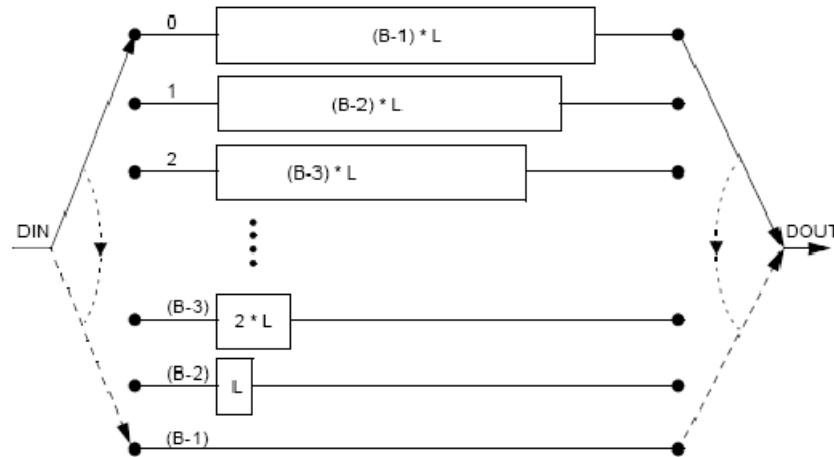 0
(B-1) * L
1
(B-2) * L
2
(B-3) * L
DIN
DOUT
(B-3)
2 * L
(B-2)
L
(B-1)